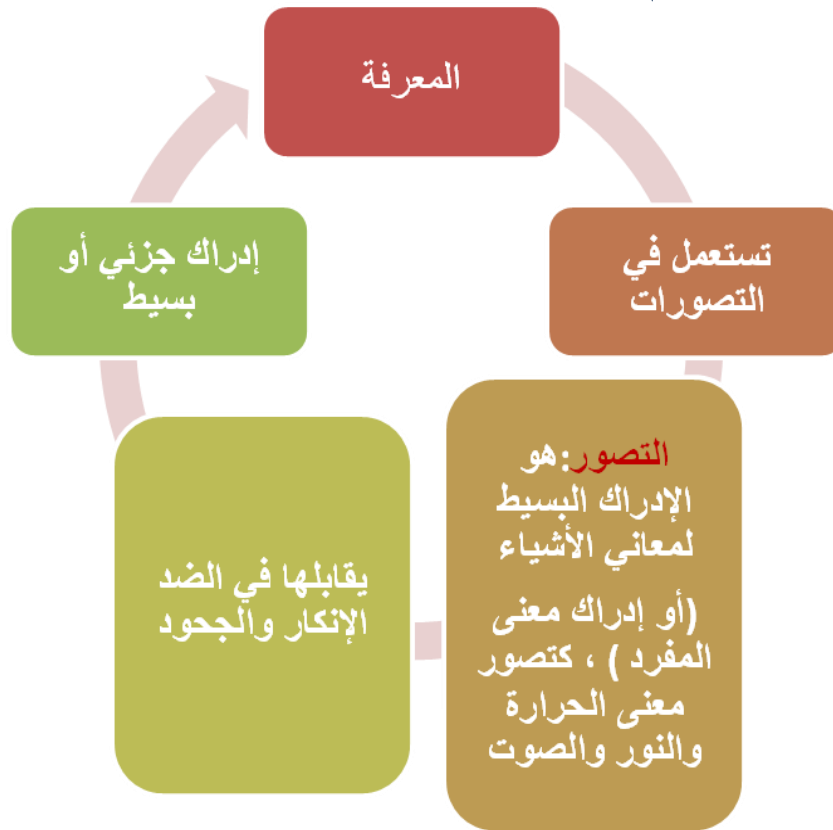 المعرفة
تستعمل في
التصورات
التصور: هو
الإدراك البسيط
لمعاني الأشياء
(أو إدراك معنى
المفرد ) ، كتصور
معنى الحرارة
والنور والصوت
يقابلها في الضد
الإنكار والجحود
إدراك جزئي أو
بسيط